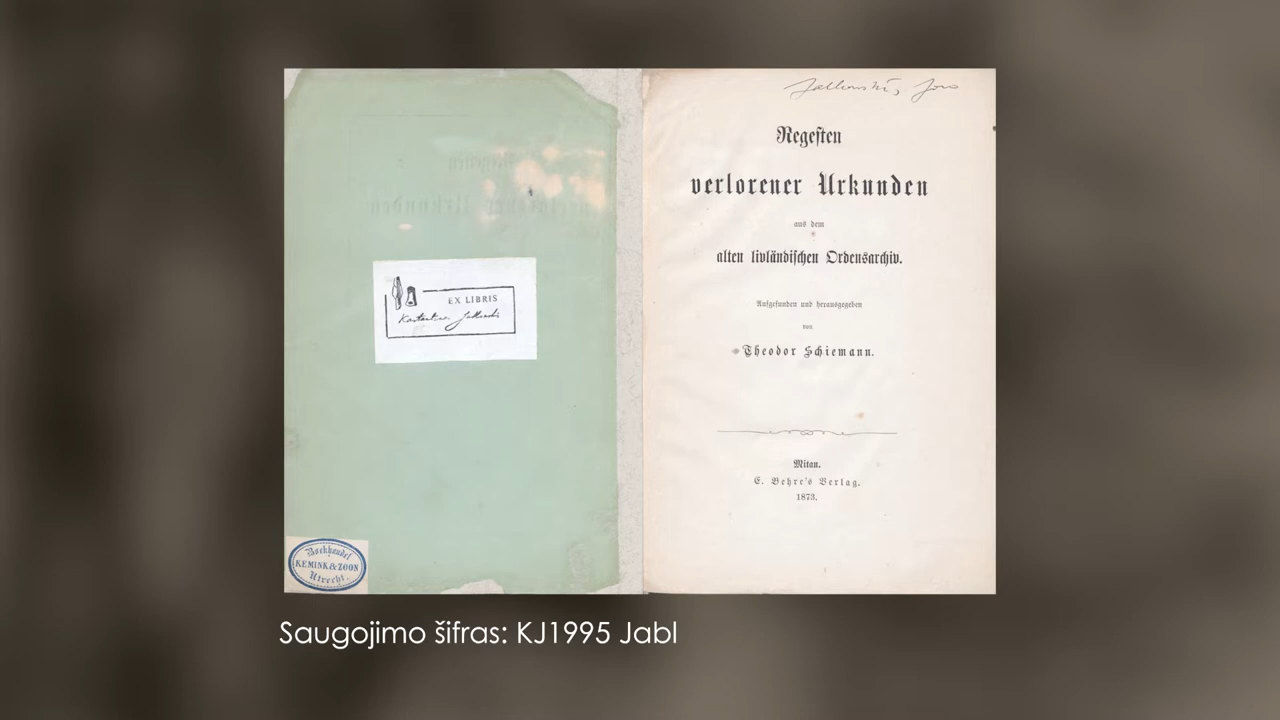 EX LIBRIS
Boekhandel
KEMINK & ZOON
Utrecht.
Regesten
verlorener Urkunden
aus dem
alten livländischen Ordensarchiv.
Aufgefunden und herausgegeben
von
Theodor Schiemann.
Mitau.
E. Behre's Verlag.
1873.
Saugojimo šifras: KJ1995 Jabl